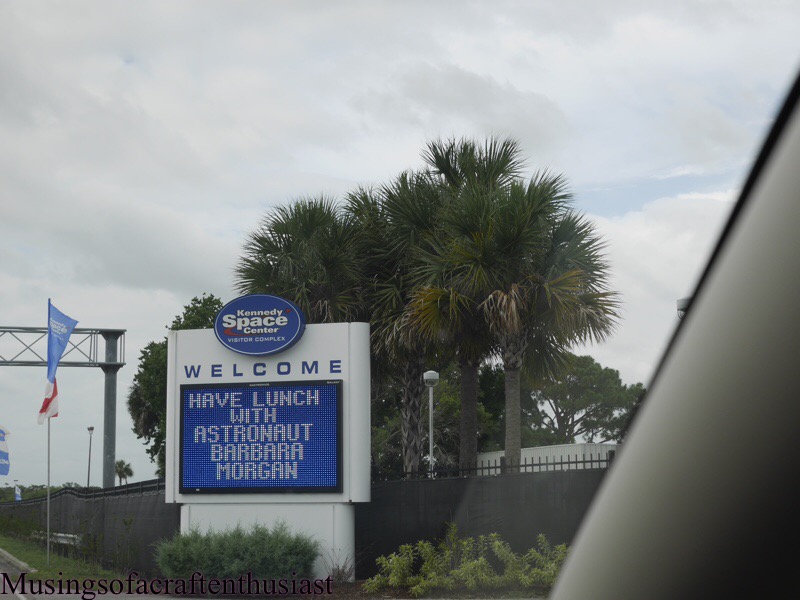 Kennedy
Space
Center
VISITOR COMPLEX
WELCOME
HAVE LUNCH
WITH
ASTRONAUT
BARBARA
MORGAN
Musingsofacraftenthusiast